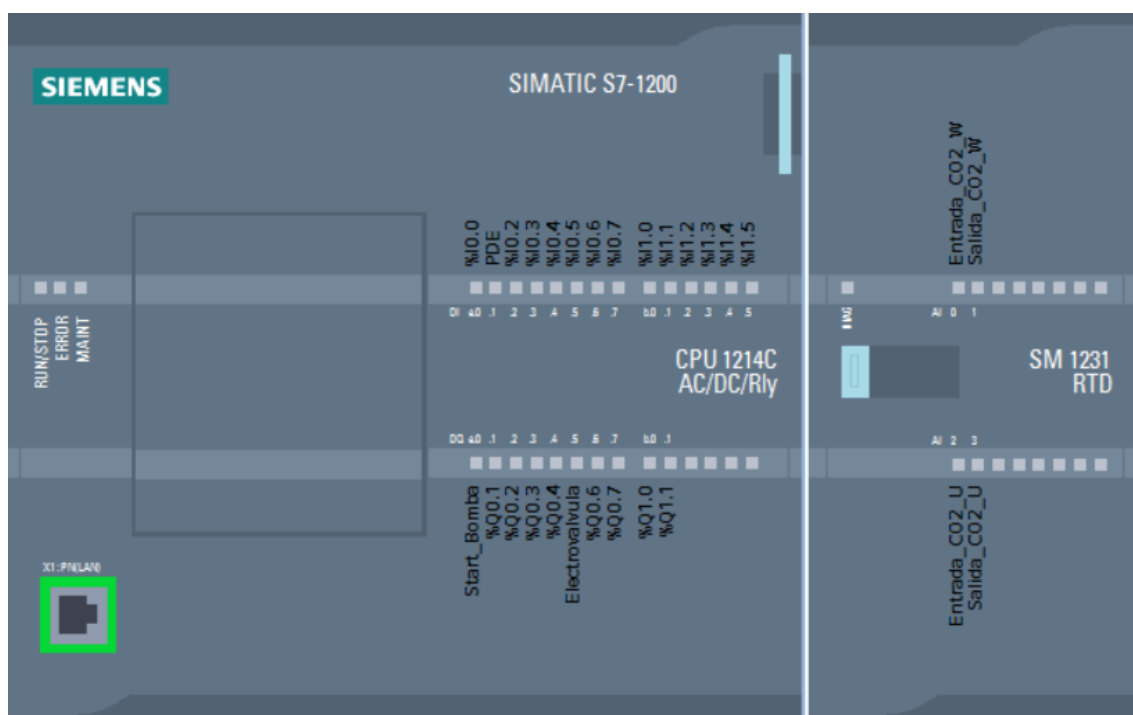 SIEMENS
SIMATIC S7-1200
%I0.0
PDE
%I0.2
%I0.3
%I0.4
%I0.5
%I0.6
%I0.7
%I1.0
%I1.1
%I1.2
%I1.3
%I1.4
%I1.5
DI a.0 .1 .2 .3 .4 .5 .6 .7 b.0 .1 .2 .3 .4 .5
RUN/STOP
ERROR
MAINT
CPU 1214C
AC/DC/Rly
DQ a.0 .1 .2 .3 .4 .5 .6 .7 b.0 .1
Start_Bomba
%Q0.1
%Q0.2
%Q0.3
%Q0.4
Electrovalvula
%Q0.6
%Q0.7
%Q1.0
%Q1.1
X1:PN(LAN)
Entrada_CO2_W
Salida_CO2_W
DIAG
AI 0 1
SM 1231
RTD
AI 2 3
Entrada_CO2_U
Salida_CO2_U